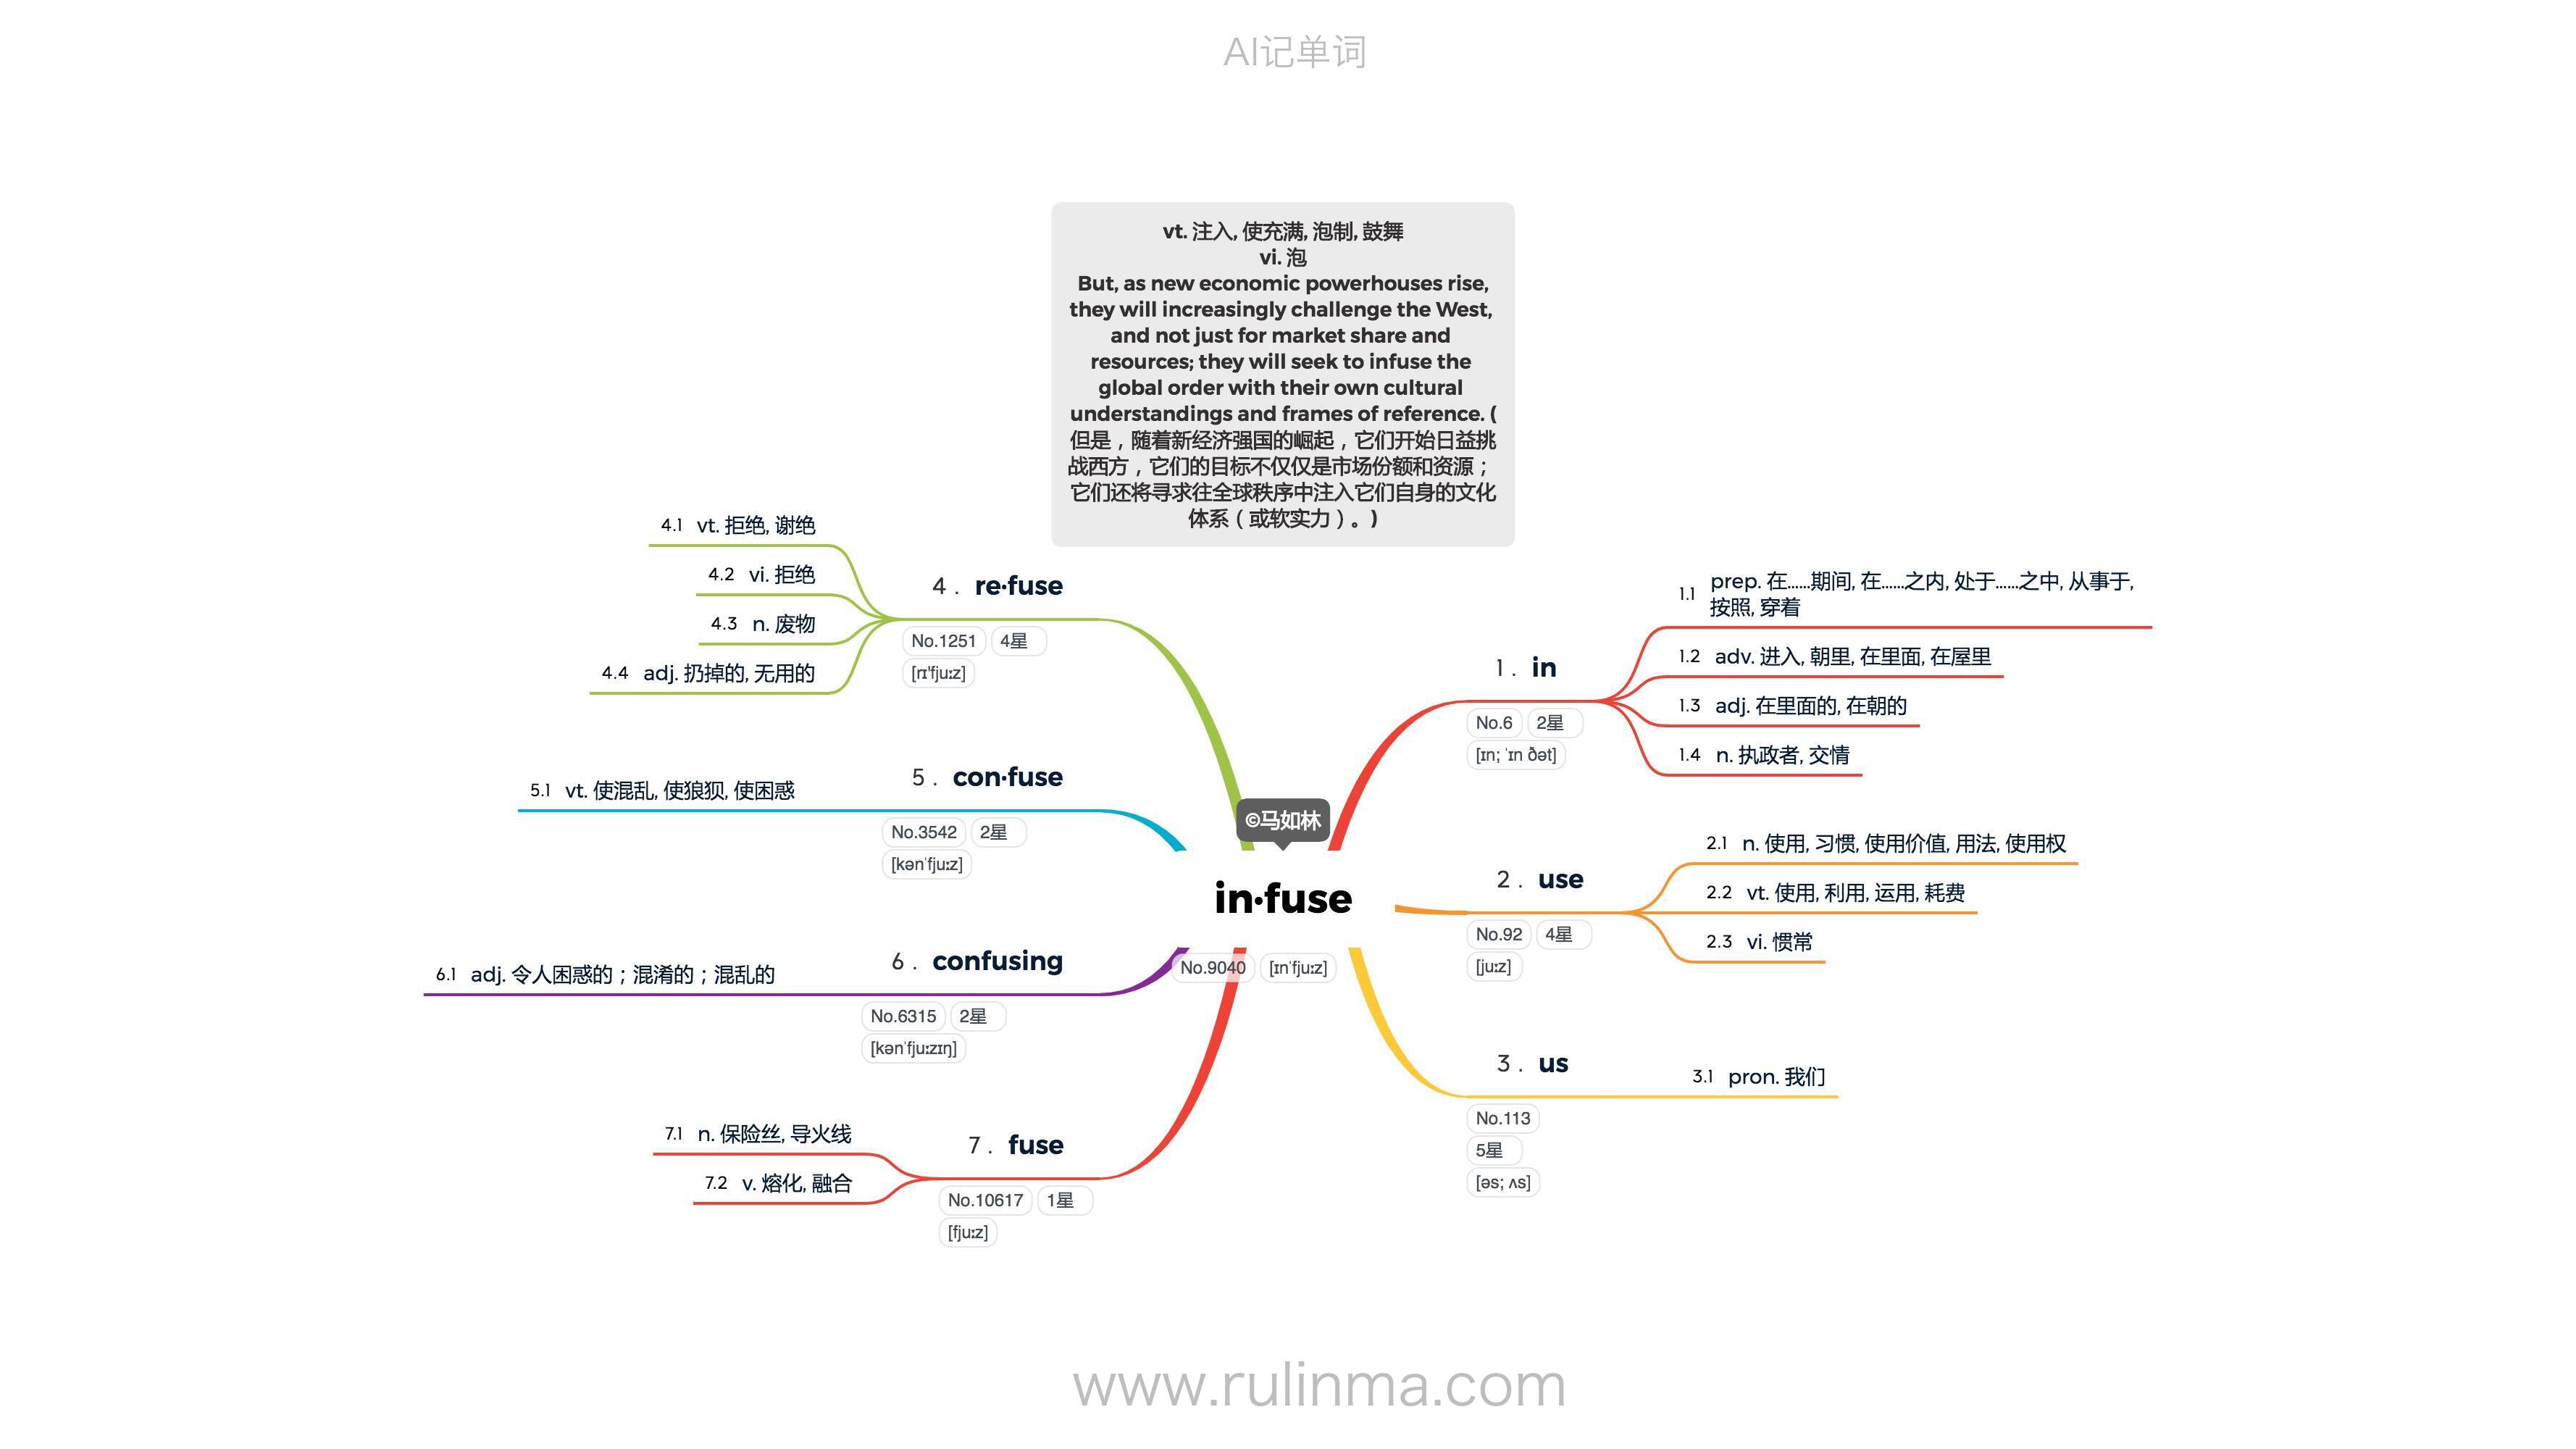 AI记单词
vt. 注入, 使充满, 泡制, 鼓舞
vi. 泡
But, as new economic powerhouses rise,
they will increasingly challenge the West,
and not just for market share and
resources; they will seek to infuse the
global order with their own cultural
understandings and frames of reference. (
但是，随着新经济强国的崛起，它们开始日益挑
战西方，它们的目标不仅仅是市场份额和资源；
它们还将寻求往全球秩序中注入它们自身的文化
体系（或软实力）。)
©马如林
in·fuse
No.9040 [ɪnˈfjuːz]
1. in
No.6 2星
[ɪn; ˈɪn ðət]
1.1 prep. 在......期间, 在......之内, 处于......之中, 从事于,
按照, 穿着
1.2 adv. 进入, 朝里, 在里面, 在屋里
1.3 adj. 在里面的, 在朝的
1.4 n. 执政者, 交情
2. use
No.92 4星
[juːz]
2.1 n. 使用, 习惯, 使用价值, 用法, 使用权
2.2 vt. 使用, 利用, 运用, 耗费
2.3 vi. 惯常
3. us
No.113
5星
[əs; ʌs]
3.1 pron. 我们
4. re·fuse
No.1251 4星
[rɪˈfjuːz]
4.1 vt. 拒绝, 谢绝
4.2 vi. 拒绝
4.3 n. 废物
4.4 adj. 扔掉的, 无用的
5. con·fuse
No.3542 2星
[kənˈfjuːz]
5.1 vt. 使混乱, 使狼狈, 使困惑
6. confusing
No.6315 2星
[kənˈfjuːzɪŋ]
6.1 adj. 令人困惑的；混淆的；混乱的
7. fuse
No.10617 1星
[fjuːz]
7.1 n. 保险丝, 导火线
7.2 v. 熔化, 融合
www.rulinma.com